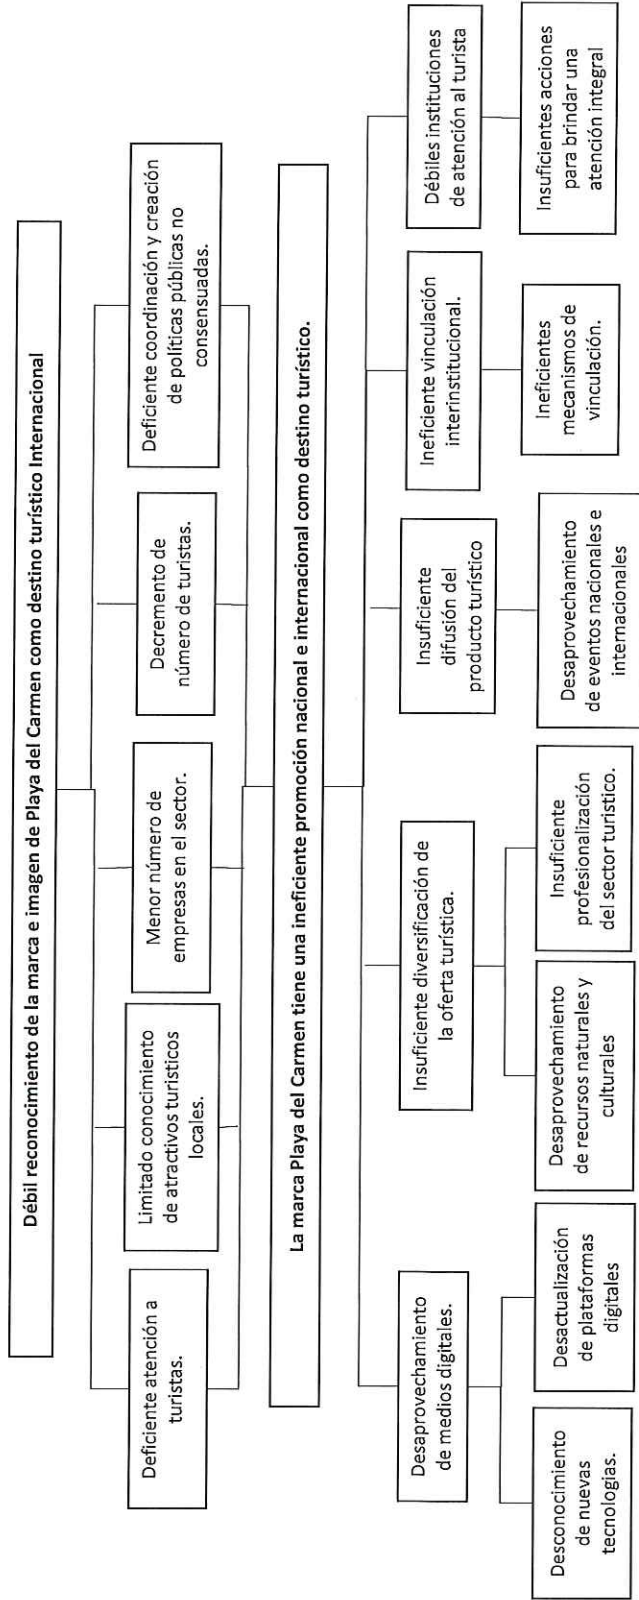 Débil reconocimiento de la marca e imagen de Playa del Carmen como destino turístico Internacional
Deficiente atención a
turistas.
Limitado conocimiento
de atractivos turísticos
locales.
Menor número de
empresas en el sector.
Decremento de
número de turistas.
Deficiente coordinación y creación
de políticas públicas no
consensuadas.
La marca Playa del Carmen tiene una ineficiente promoción nacional e internacional como destino turístico.
Desaprovechamiento
de medios digitales.
Insuficiente diversificación de
la oferta turística.
Insuficiente
difusión del
producto turístico
Ineficiente vinculación
interinstitucional.
Débiles instituciones
de atención al turista
Desconocimiento
de nuevas
tecnologías.
Desactualización
de plataformas
digitales
Desaprovechamiento
de recursos naturales y
culturales
Insuficiente
profesionalización
del sector turístico.
Desaprovechamiento
de eventos nacionales e
internacionales
Ineficientes
mecanismos de
vinculación.
Insuficientes acciones
para brindar una
atención integral